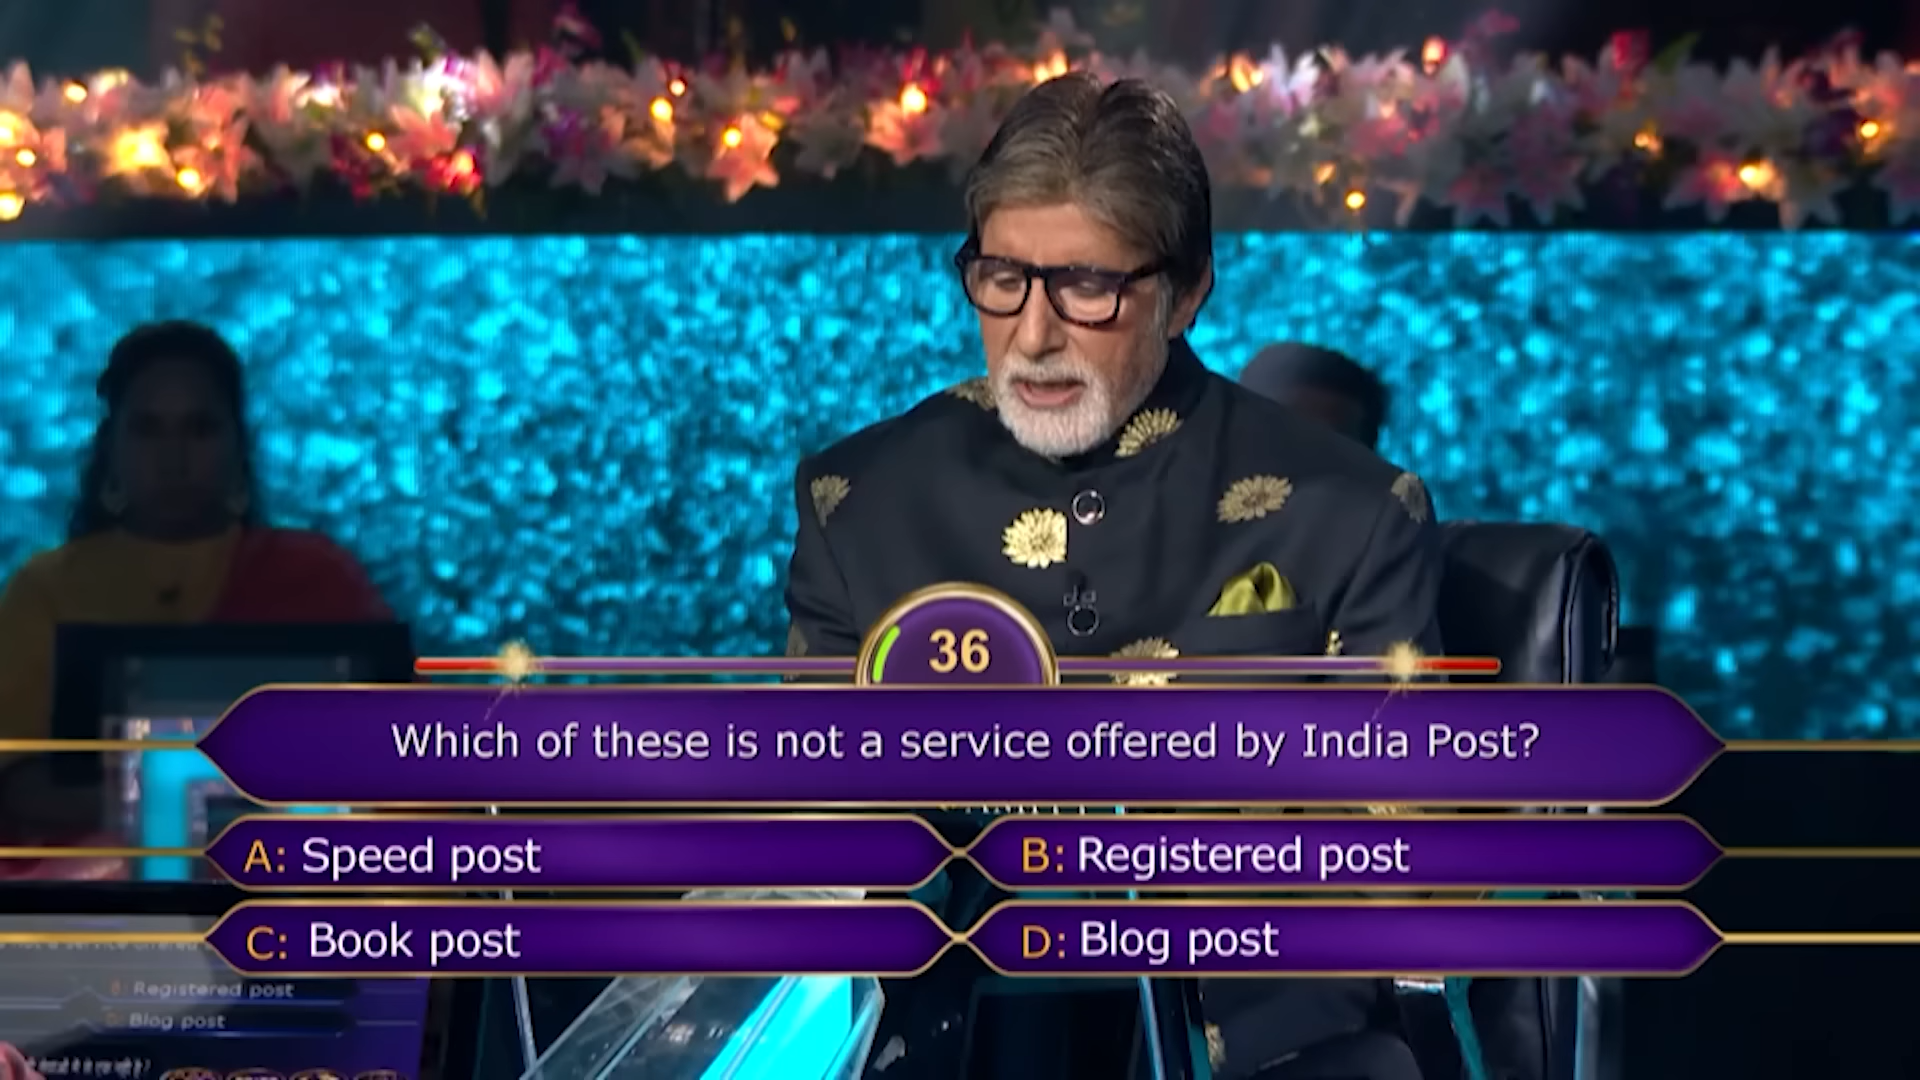 36
Which of these is not a service offered by India Post?
A: Speed post
B: Registered post
C: Book post
D: Blog post
B: Registered post
D: Blog post